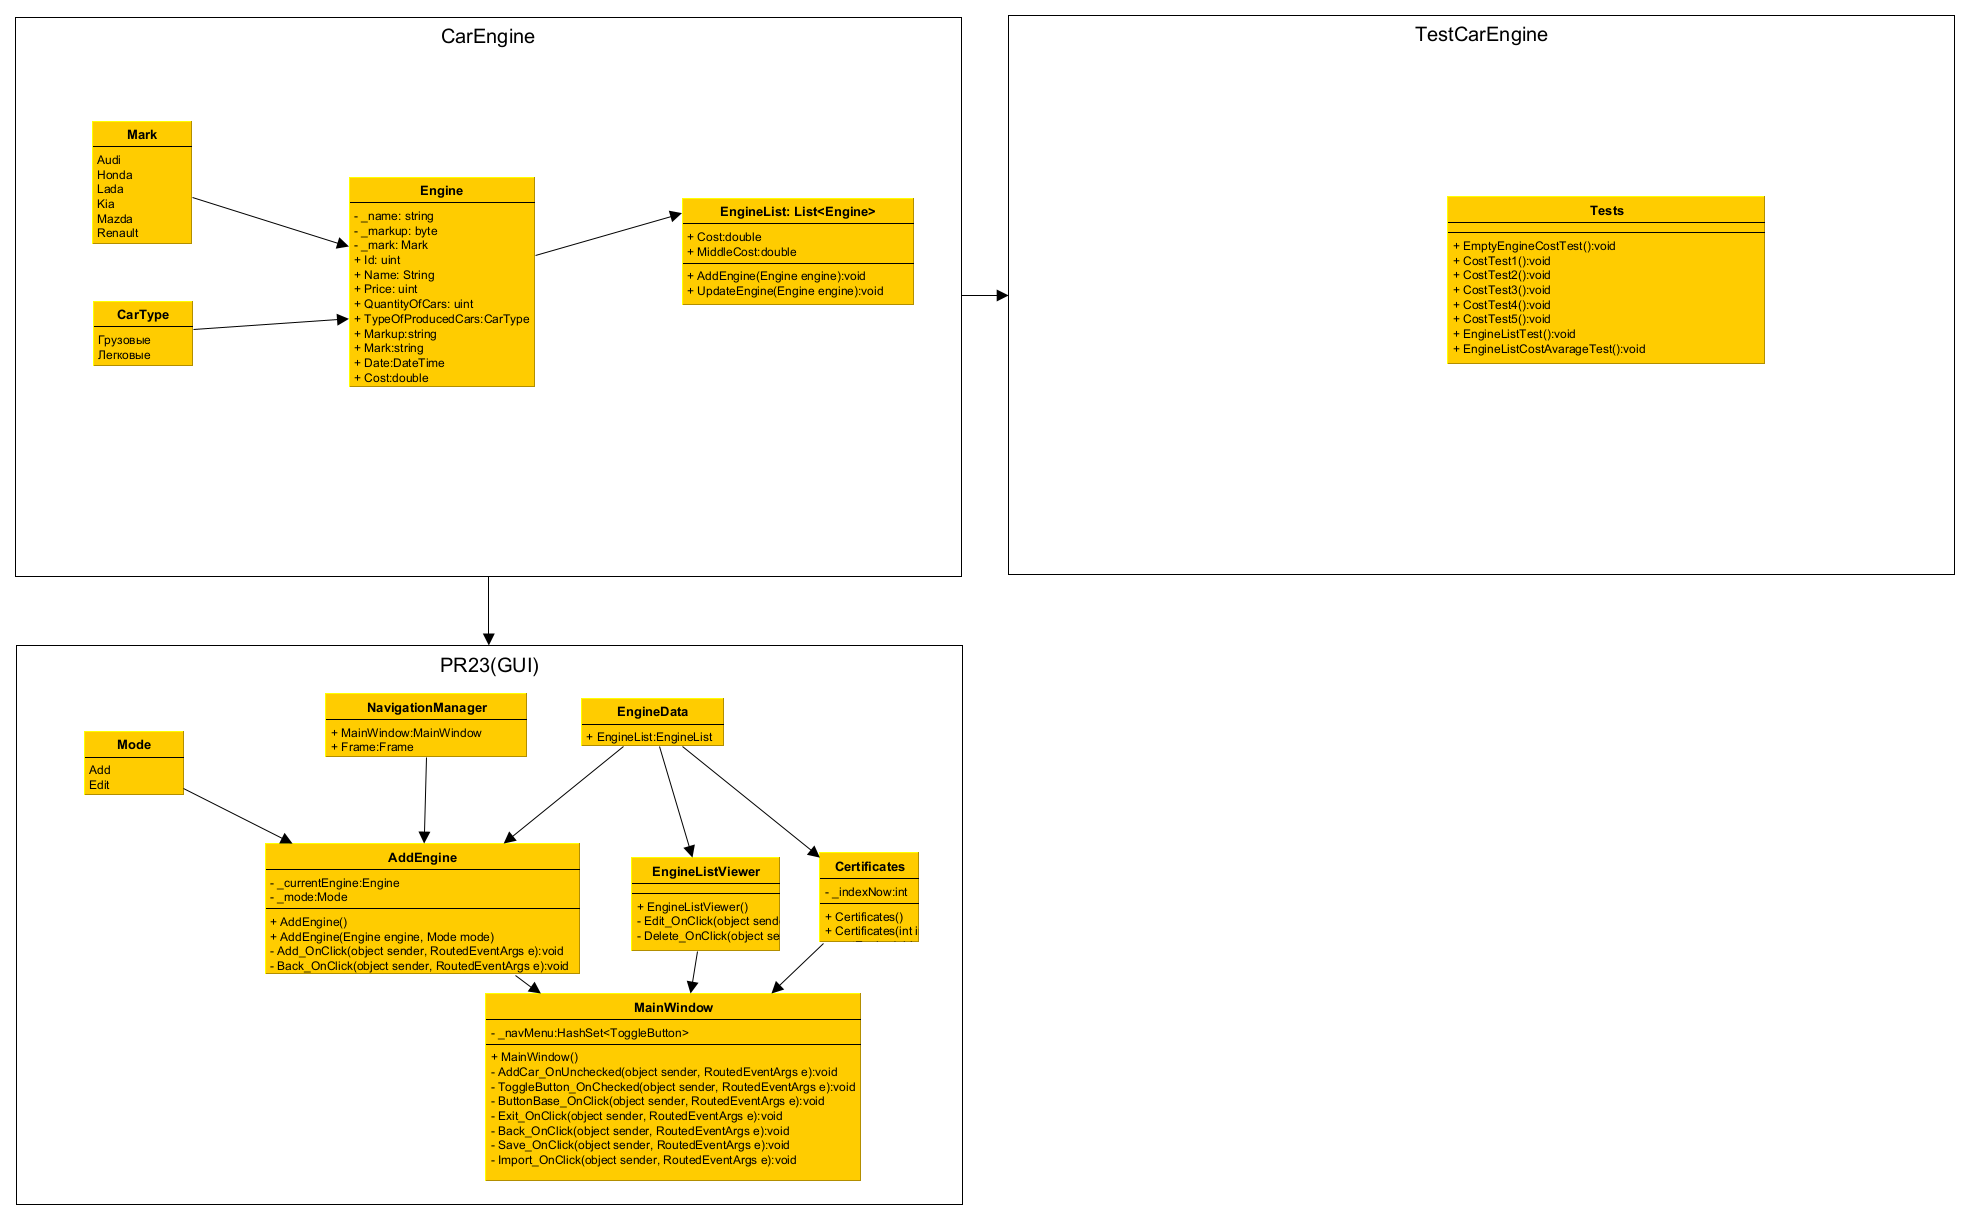 CarEngine
Mark
Audi
Honda
Lada
Kia
Mazda
Renault
CarType
Грузовые
Легковые
Engine
- _name: string
- _markup: byte
- _mark: Mark
+ Id: uint
+ Name: String
+ Price: uint
+ QuantityOfCars: uint
+ TypeOfProducedCars:CarType
+ Markup:string
+ Mark:string
+ Date:DateTime
+ Cost:double
EngineList: List<Engine>
+ Cost:double
+ MiddleCost:double
+ AddEngine(Engine engine):void
+ UpdateEngine(Engine engine):void
TestCarEngine
Tests
+ EmptyEngineCostTest():void
+ CostTest1():void
+ CostTest2():void
+ CostTest3():void
+ CostTest4():void
+ CostTest5():void
+ EngineListTest():void
+ EngineListCostAvarageTest():void
PR23(GUI)
Mode
Add
Edit
NavigationManager
+ MainWindow:MainWindow
+ Frame:Frame
EngineData
+ EngineList:EngineList
AddEngine
- _currentEngine:Engine
- _mode:Mode
+ AddEngine()
+ AddEngine(Engine engine, Mode mode)
- Add_OnClick(object sender, RoutedEventArgs e):void
- Back_OnClick(object sender, RoutedEventArgs e):void
EngineListViewer
+ EngineListViewer()
- Edit_OnClick(object send
- Delete_OnClick(object se
Certificates
- _indexNow:int
+ Certificates()
+ Certificates(int i
MainWindow
- _navMenu:HashSet<ToggleButton>
+ MainWindow()
- AddCar_OnUnchecked(object sender, RoutedEventArgs e):void
- ToggleButton_OnChecked(object sender, RoutedEventArgs e):void
- ButtonBase_OnClick(object sender, RoutedEventArgs e):void
- Exit_OnClick(object sender, RoutedEventArgs e):void
- Back_OnClick(object sender, RoutedEventArgs e):void
- Save_OnClick(object sender, RoutedEventArgs e):void
- Import_OnClick(object sender, RoutedEventArgs e):void